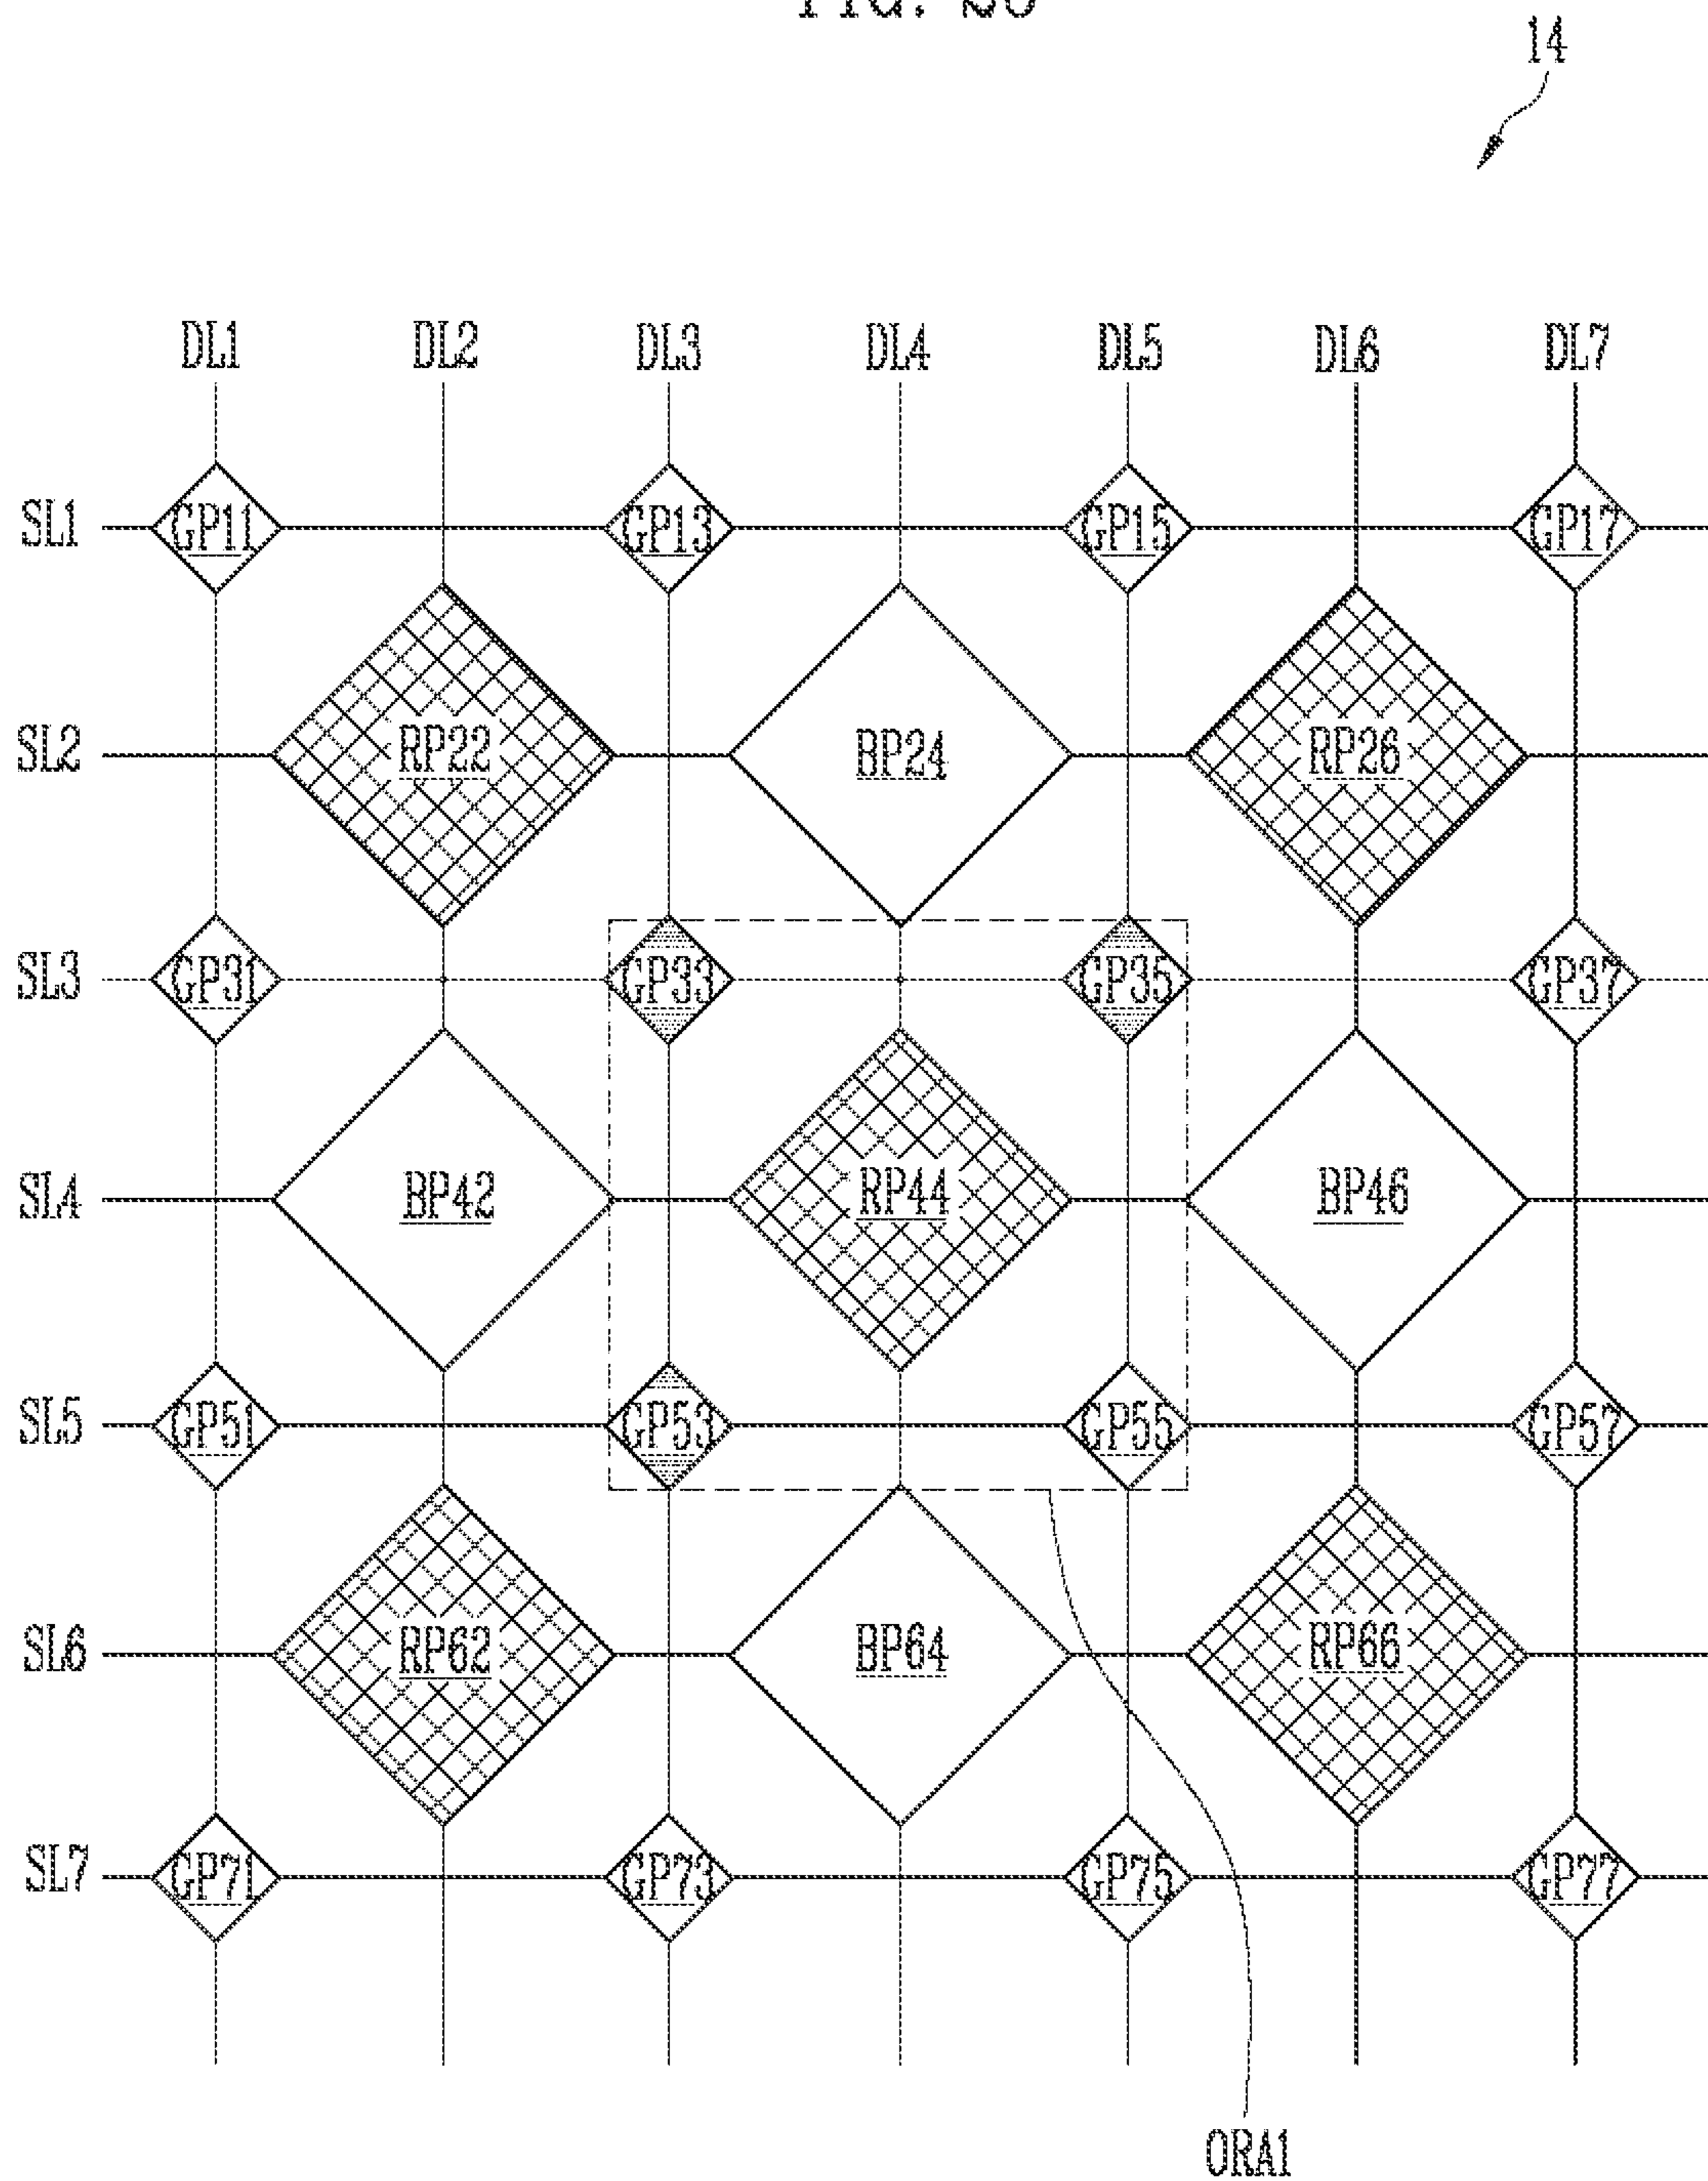 14
DL1 DL2 DL3 DL4 DL5 DL6 DL7
SL1 GP11 GP13 GP15 GP17
SL2 RP22 BP24 RP26
SL3 GP31 GP33 GP35 GP37
SL4 BP42 RP44 BP46
SL5 GP51 GP53 GP55 GP57
SL6 RP62 BP64 RP66
SL7 GP71 GP73 GP75 GP77
ORA1